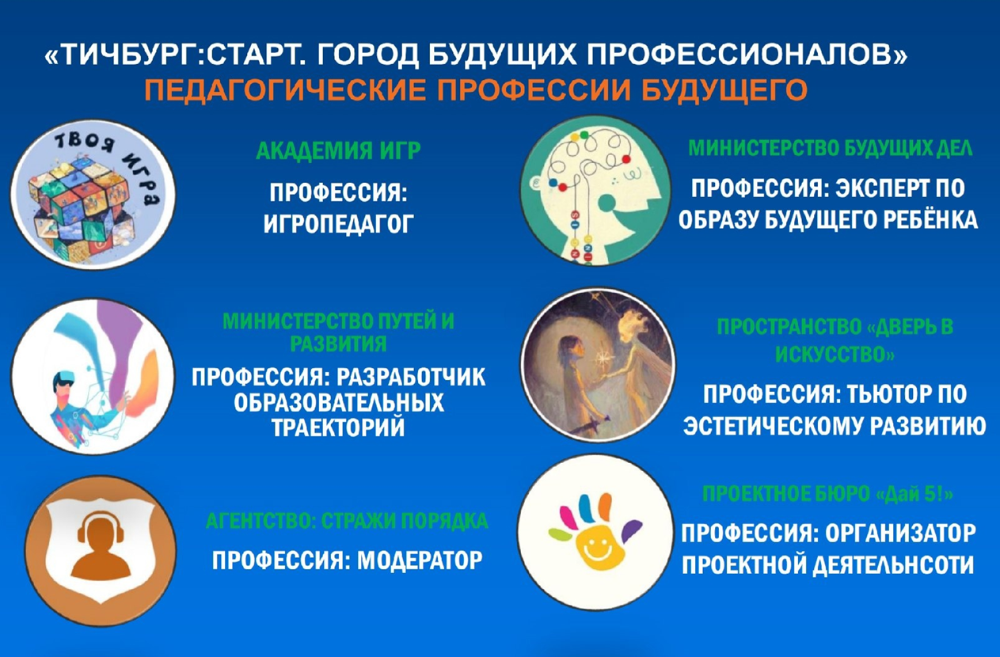 «ТИЧБУРГ:СТАРТ. ГОРОД БУДУЩИХ ПРОФЕССИОНАЛОВ»
ПЕДАГОГИЧЕСКИЕ ПРОФЕССИИ БУДУЩЕГО
ТВОЯ ИГРА
АКАДЕМИЯ ИГР
ПРОФЕССИЯ:
ИГРОПЕДАГОГ
МИНИСТЕРСТВО БУДУЩИХ ДЕЛ
ПРОФЕССИЯ: ЭКСПЕРТ ПО
ОБРАЗУ БУДУЩЕГО РЕБЁНКА
МИНИСТЕРСТВО ПУТЕЙ И
РАЗВИТИЯ
ПРОФЕССИЯ: РАЗРАБОТЧИК
ОБРАЗОВАТЕЛЬНЫХ
ТРАЕКТОРИЙ
ПРОСТРАНСТВО «ДВЕРЬ В
ИСКУССТВО»
ПРОФЕССИЯ: ТЬЮТОР ПО
ЭСТЕТИЧЕСКОМУ РАЗВИТИЮ
АГЕНТСТВО: СТРАЖИ ПОРЯДКА
ПРОФЕССИЯ: МОДЕРАТОР
ПРОЕКТНОЕ БЮРО «Дай 5!»
ПРОФЕССИЯ: ОРГАНИЗАТОР
ПРОЕКТНОЙ ДЕЯТЕЛЬНСОТИ